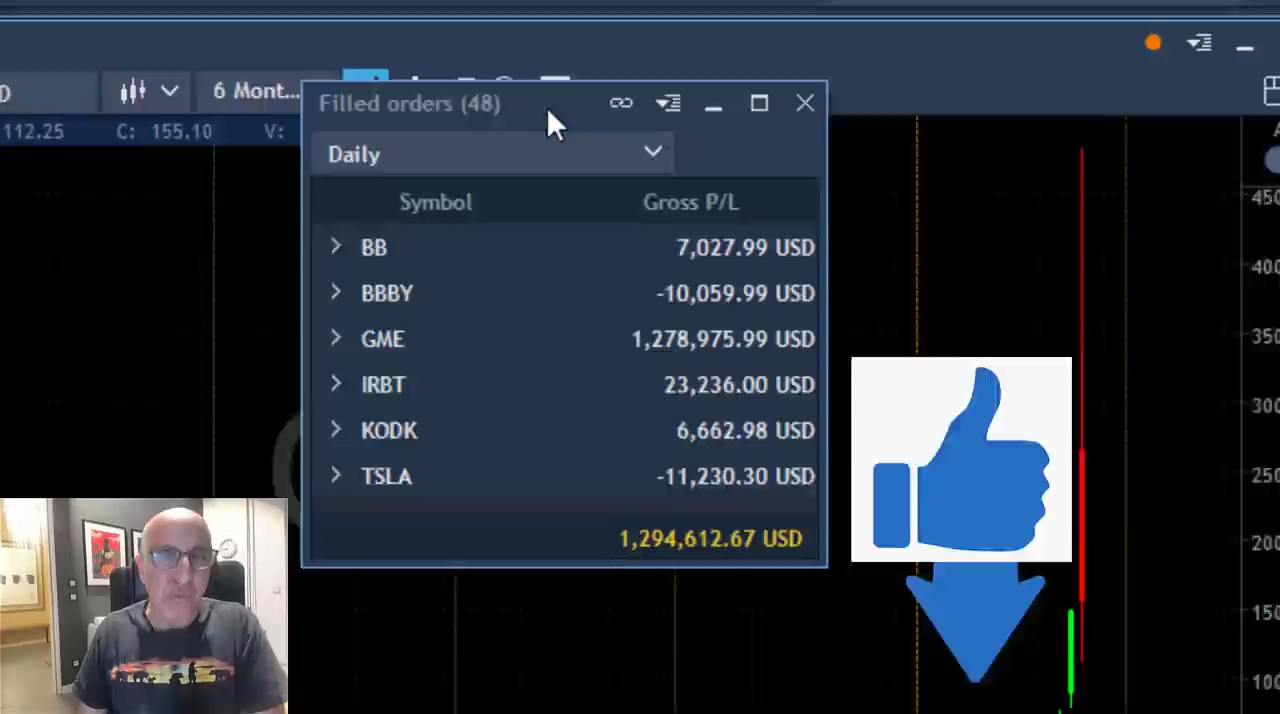 D
6 Mont...
112.25 C: 155.10 V:
Filled orders (48)
Daily
Symbol Gross P/L
BB 7,027.99 USD
BBBY -10,059.99 USD
GME 1,278,975.99 USD
IRBT 23,236.00 USD
KODK 6,662.98 USD
TSLA -11,230.30 USD
1,294,612.67 USD
A
450
400
350
300
250
200
150
100